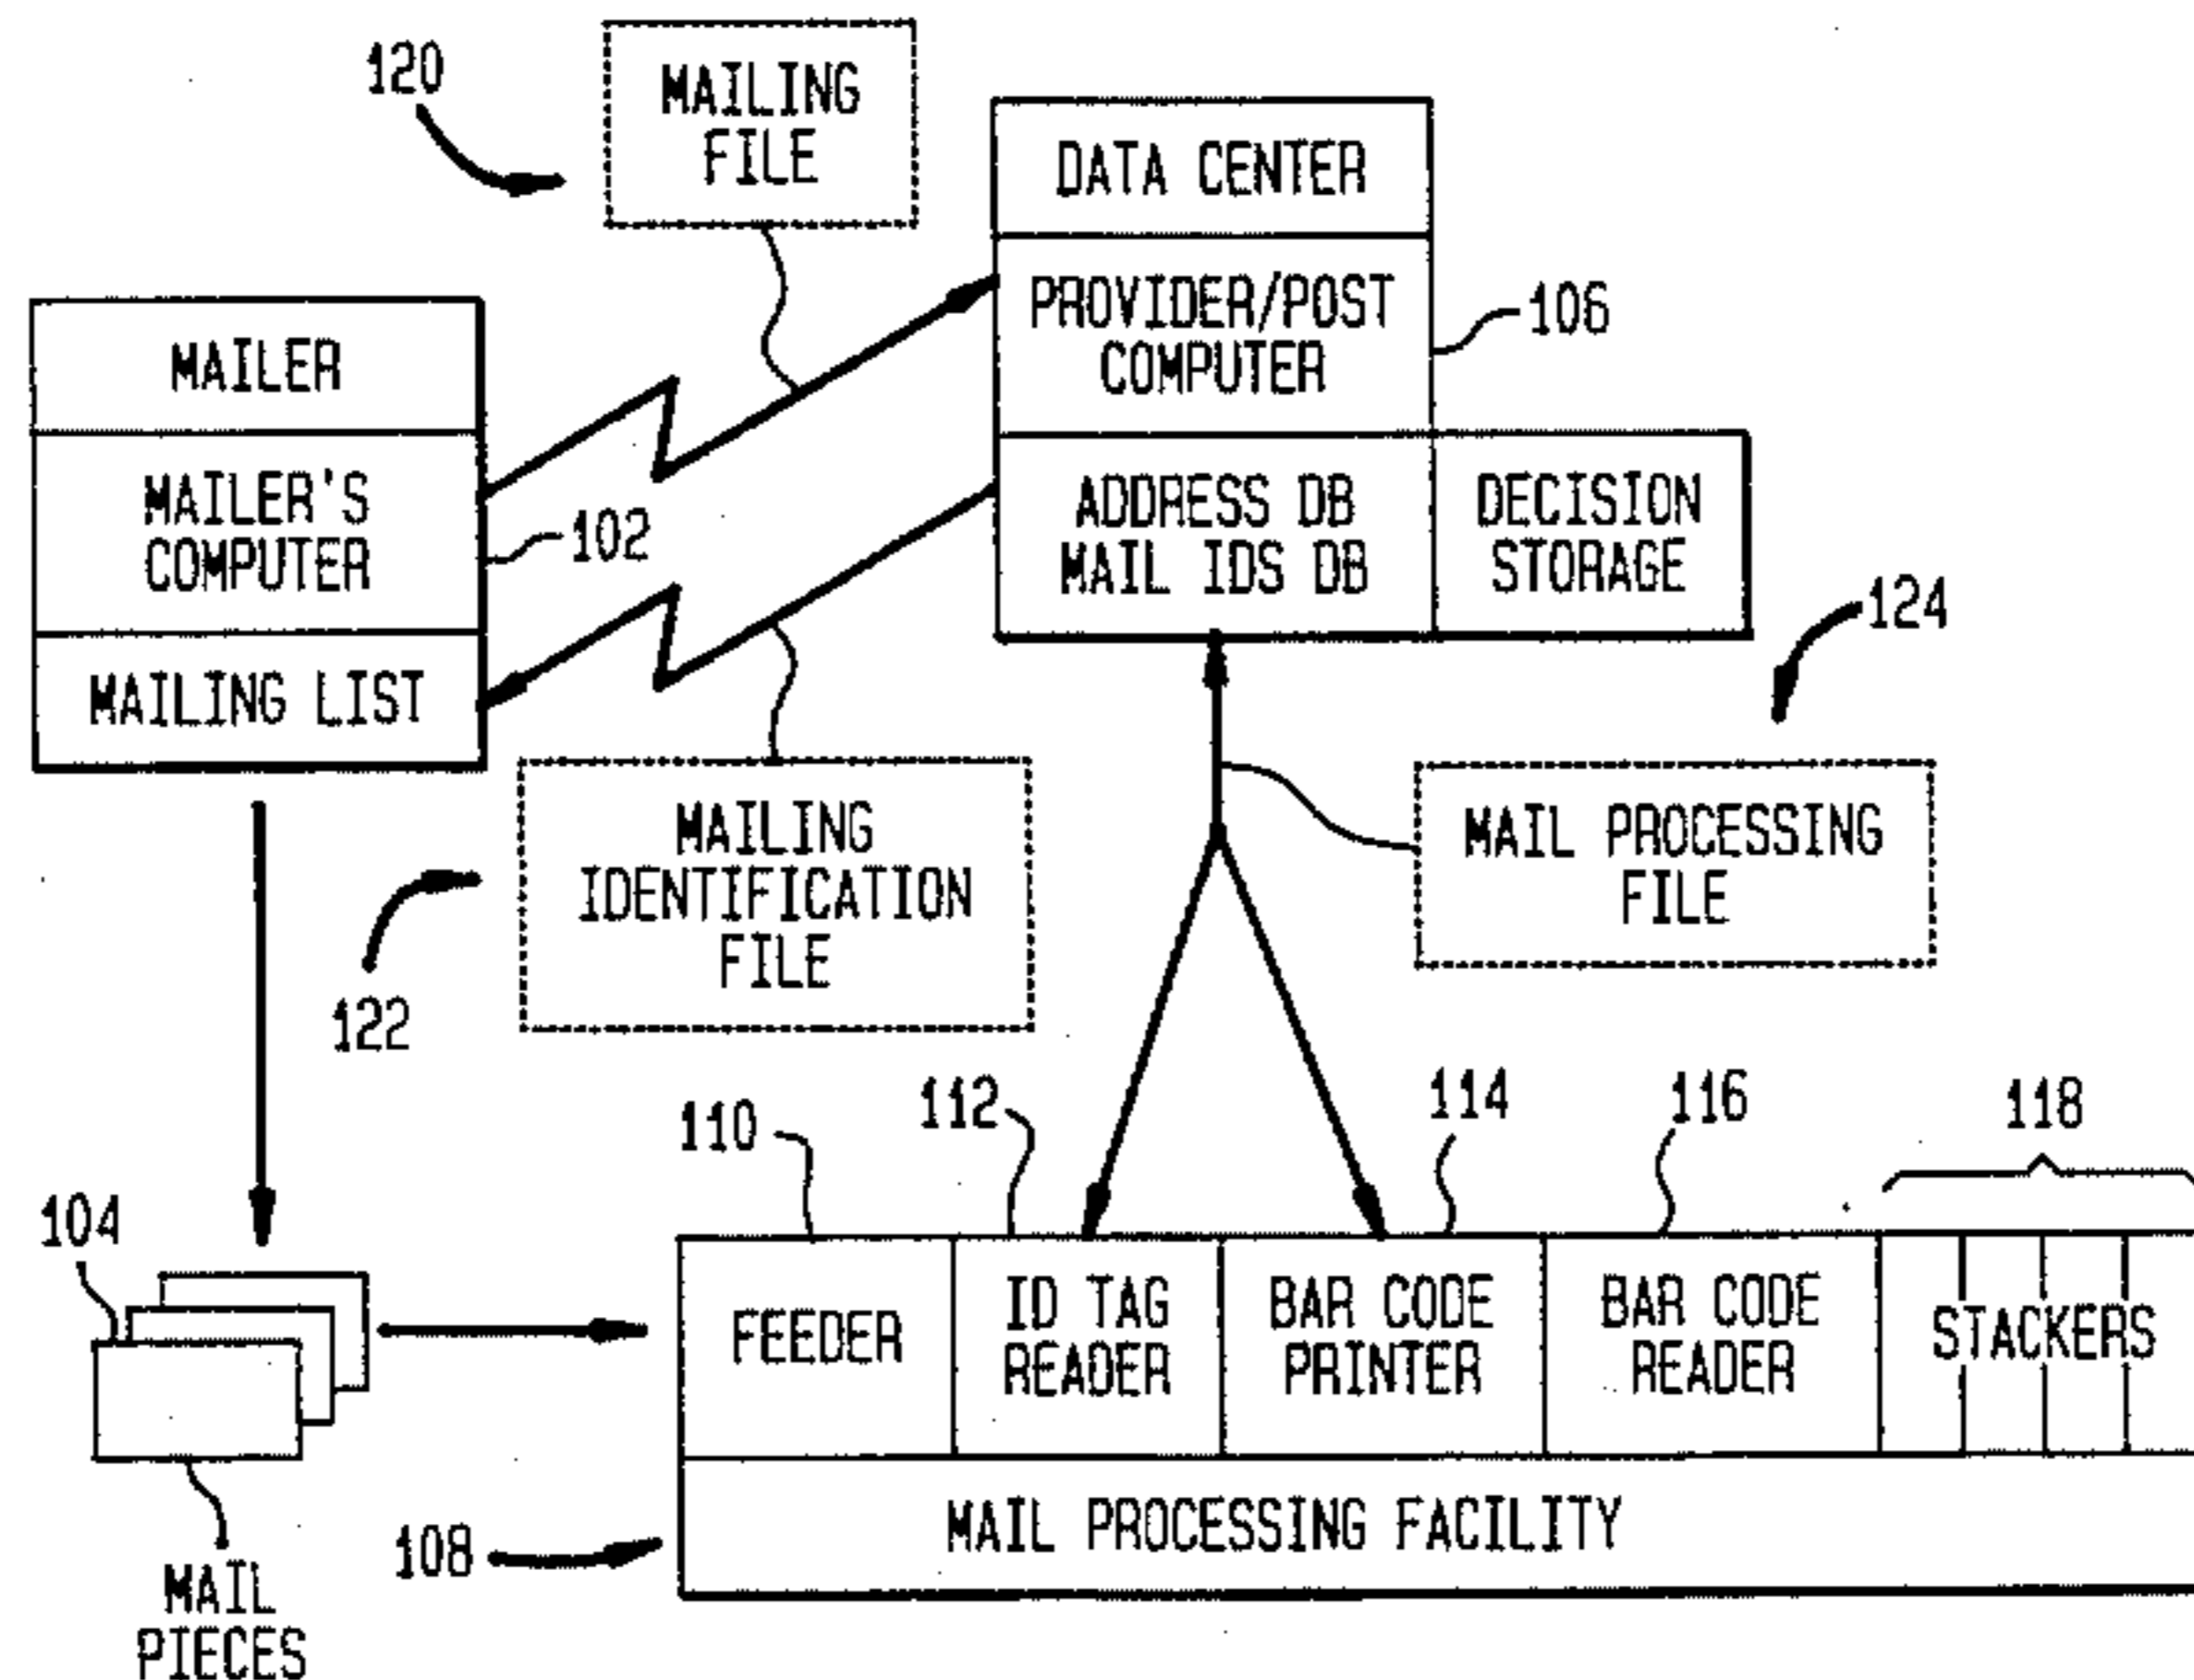 120
MAILING
FILE
DATA CENTER
PROVIDER/POST
COMPUTER
106
MAILER
MAILER'S
COMPUTER
102
MAILING LIST
ADDRESS DB
MAIL IDS DB
DECISION
STORAGE
124
MAILING
IDENTIFICATION
FILE
122
MAIL PROCESSING
FILE
110
112
114
116
118
104
FEEDER
ID TAG
READER
BAR CODE
PRINTER
BAR CODE
READER
STACKERS
108
MAIL PROCESSING FACILITY
MAIL
PIECES